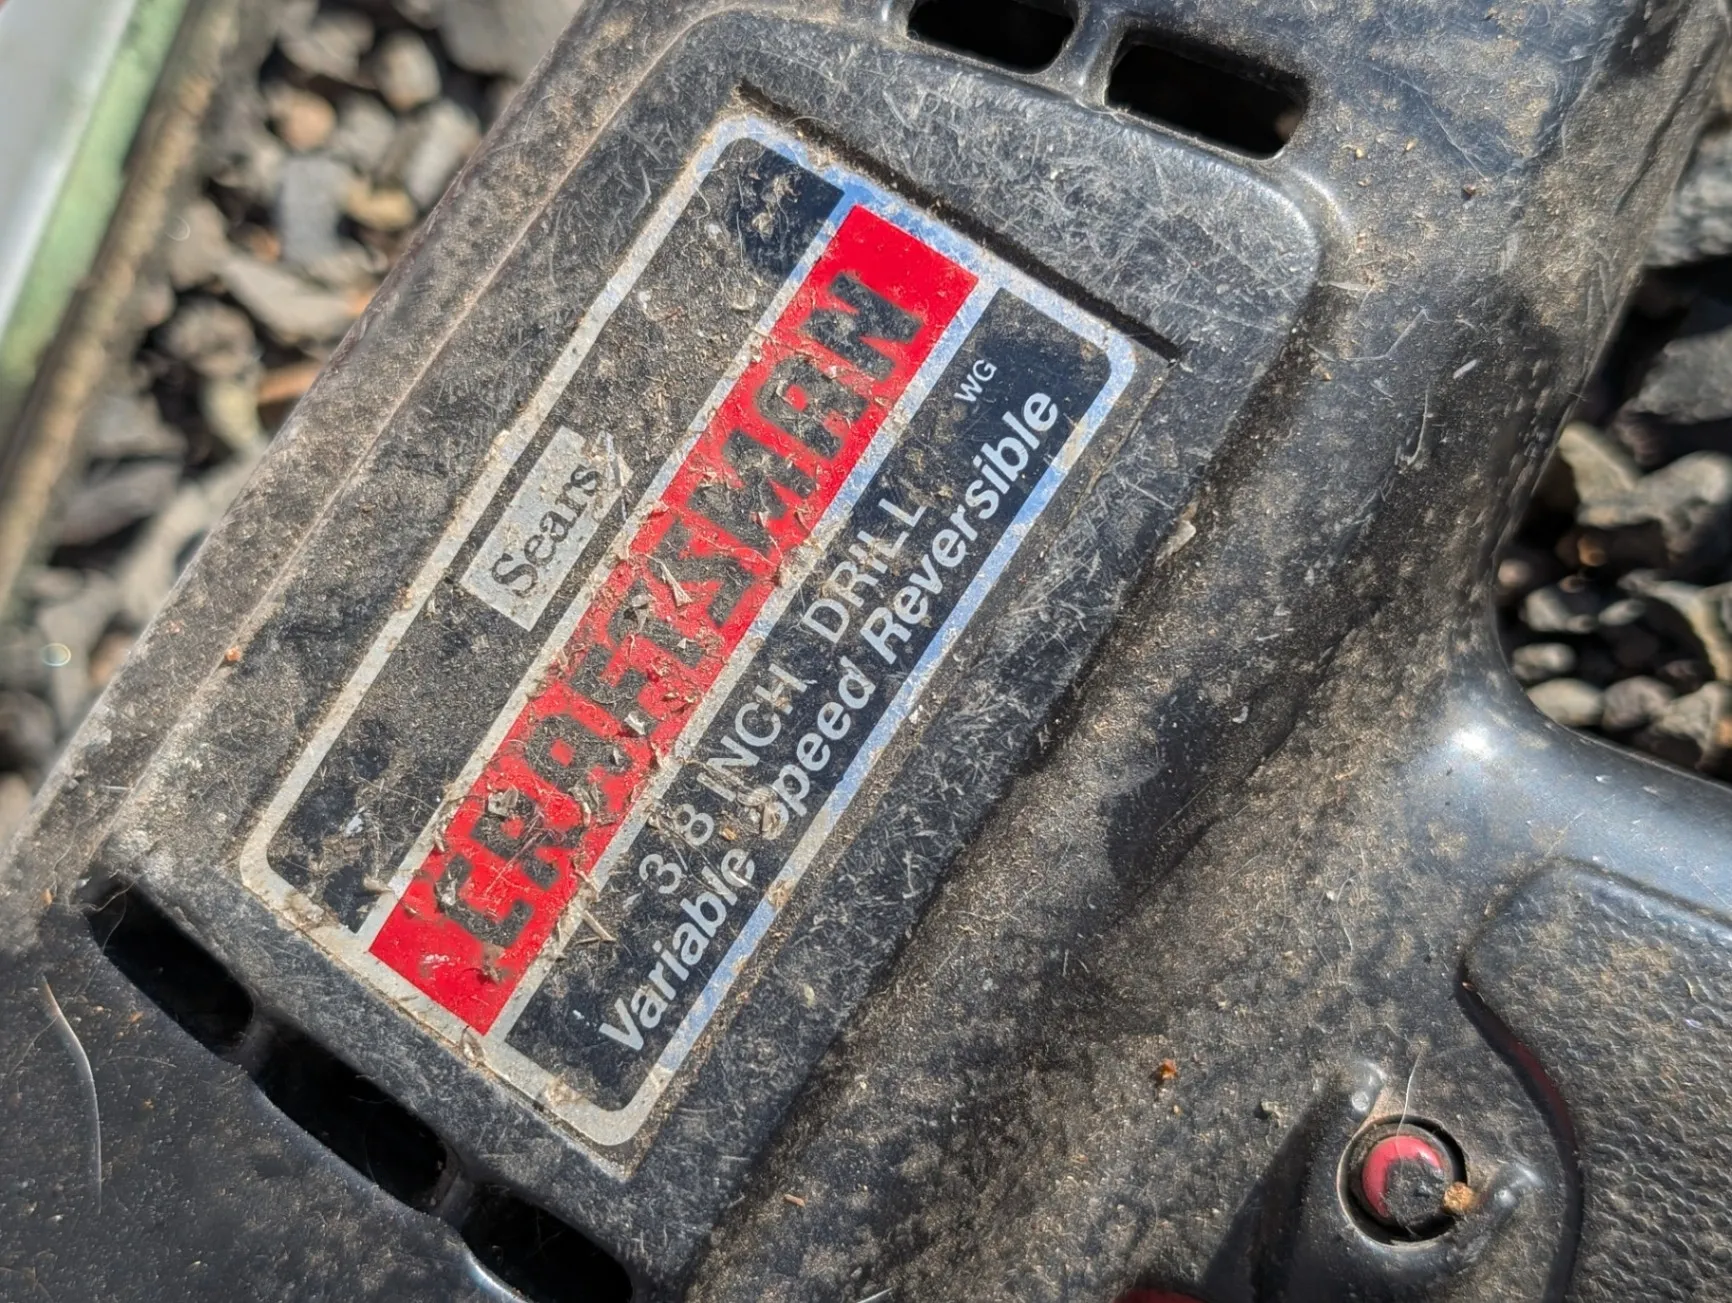 Sears
CRAFTSMAN
WG
3/8 INCH DRILL
Variable Speed Reversible